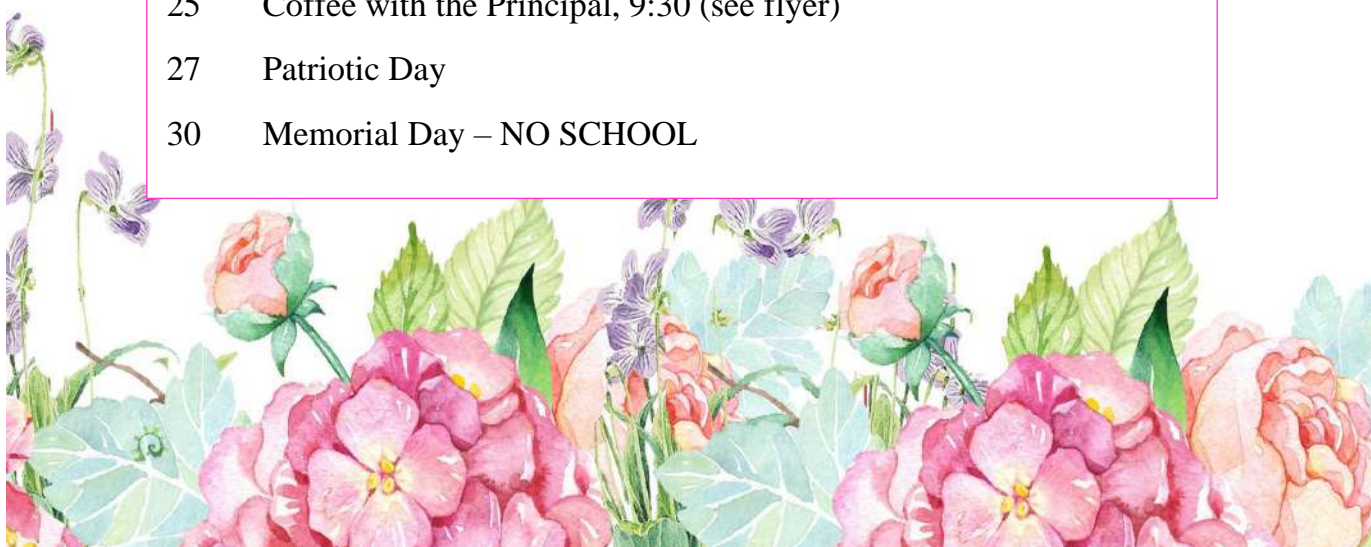 25 Coffee with the Principal, 9:30 (see flyer)
27 Patriotic Day
30 Memorial Day – NO SCHOOL